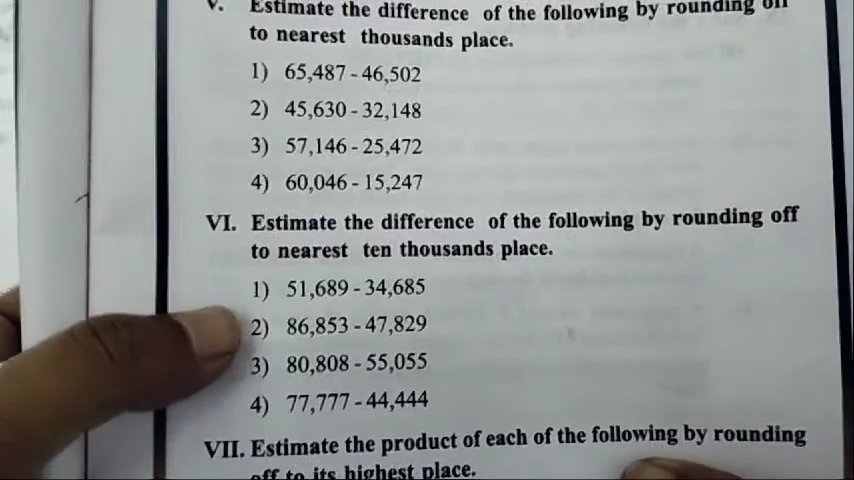 V. Estimate the difference of the following by rounding off
to nearest thousands place.
1) 65,487 - 46,502
2) 45,630 - 32,148
3) 57,146 - 25,472
4) 60,046 - 15,247
VI. Estimate the difference of the following by rounding off
to nearest ten thousands place.
1) 51,689 - 34,685
2) 86,853 - 47,829
3) 80,808 - 55,055
4) 77,777 - 44,444
VII. Estimate the product of each of the following by rounding
off to its highest place.